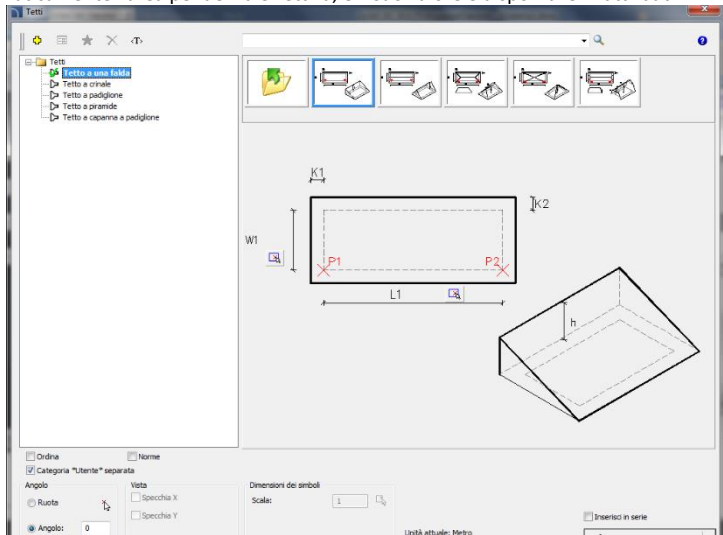 Tetti
<T>
Tetti
Tetto a una falda
Tetto a crinale
Tetto a padiglione
Tetto a piramide
Tetto a capanna a padiglione
K1
K2
W1
P1
P2
L1
h
Ordina
Norme
Categoria "Utente" separata
Angolo
Vista
Dimensioni dei simboli
Ruota
Specchia X
Scala:
1
Specchia Y
Inserisci in serie
Angolo:
0
Unità attuale: Metro